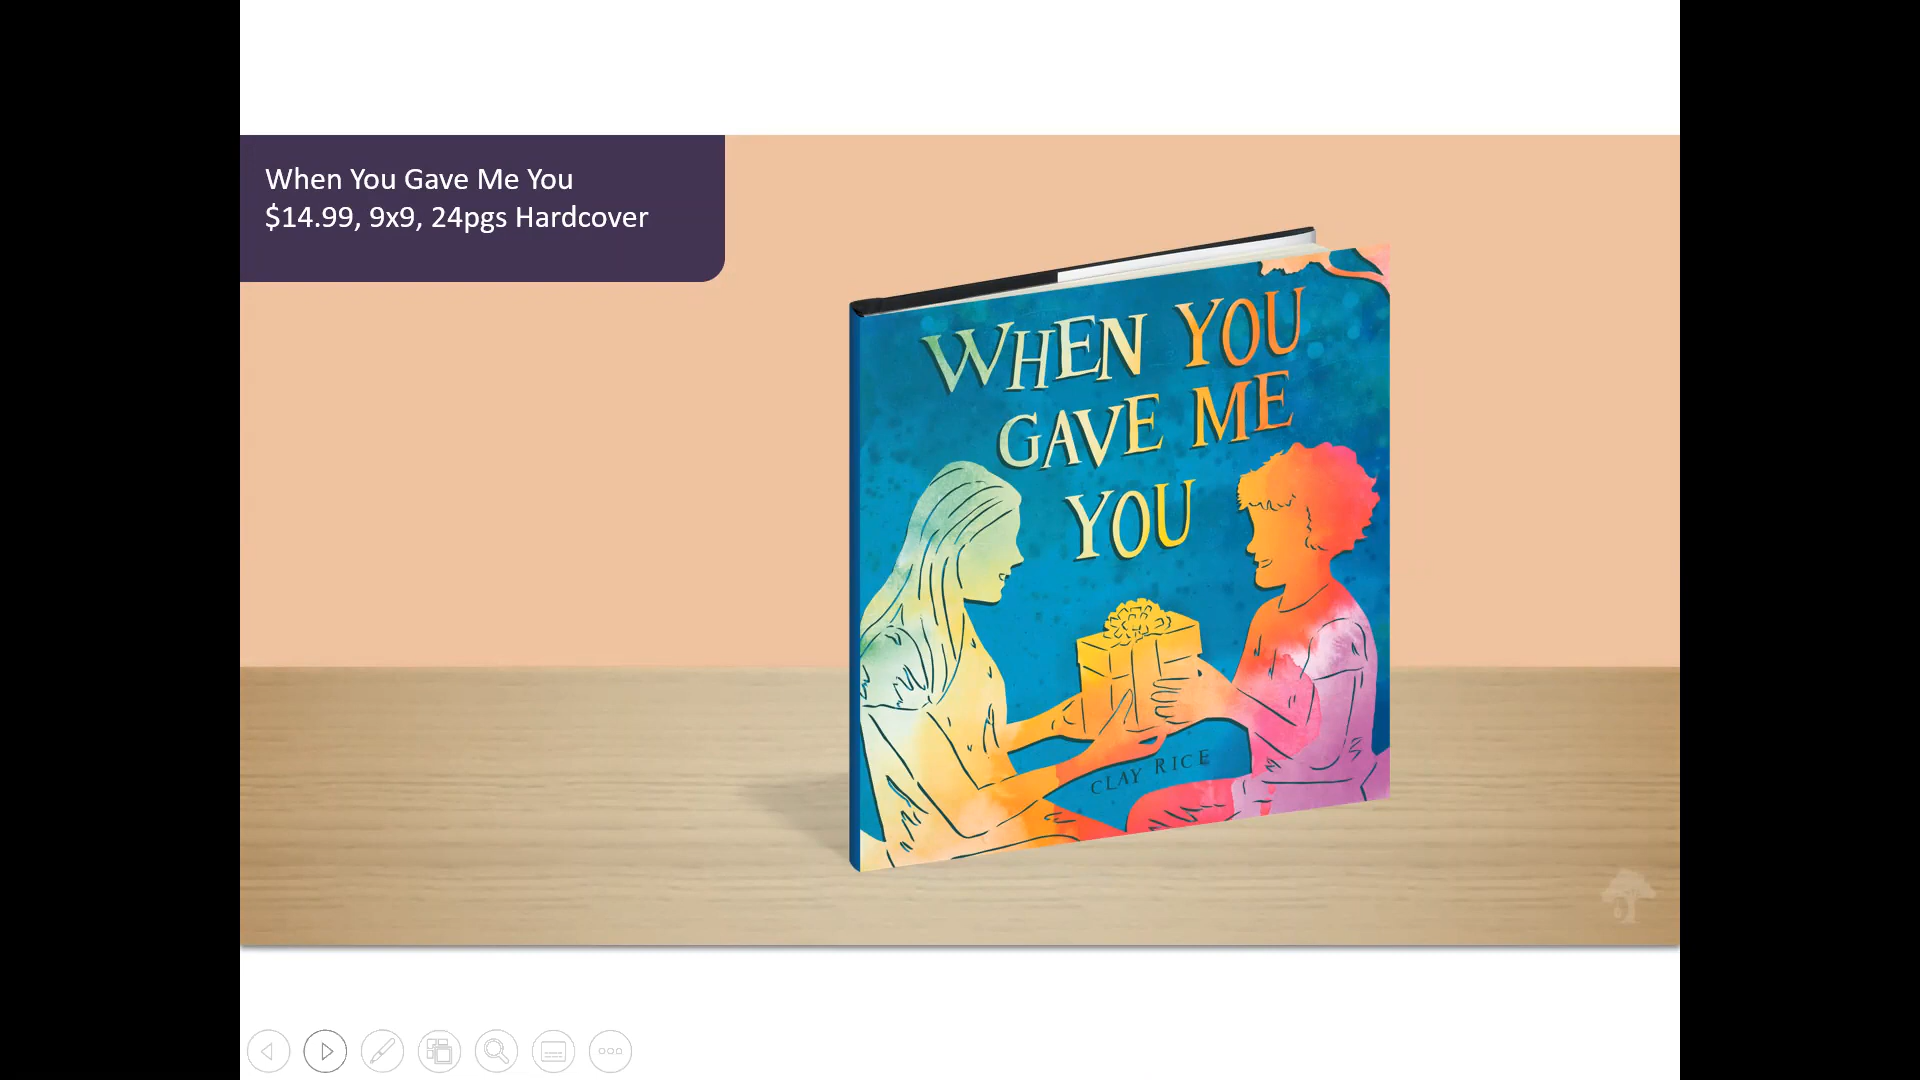 When You Gave Me You
$14.99, 9x9, 24pgs Hardcover
WHEN YOU
GAVE ME
YOU
CLAY RICE